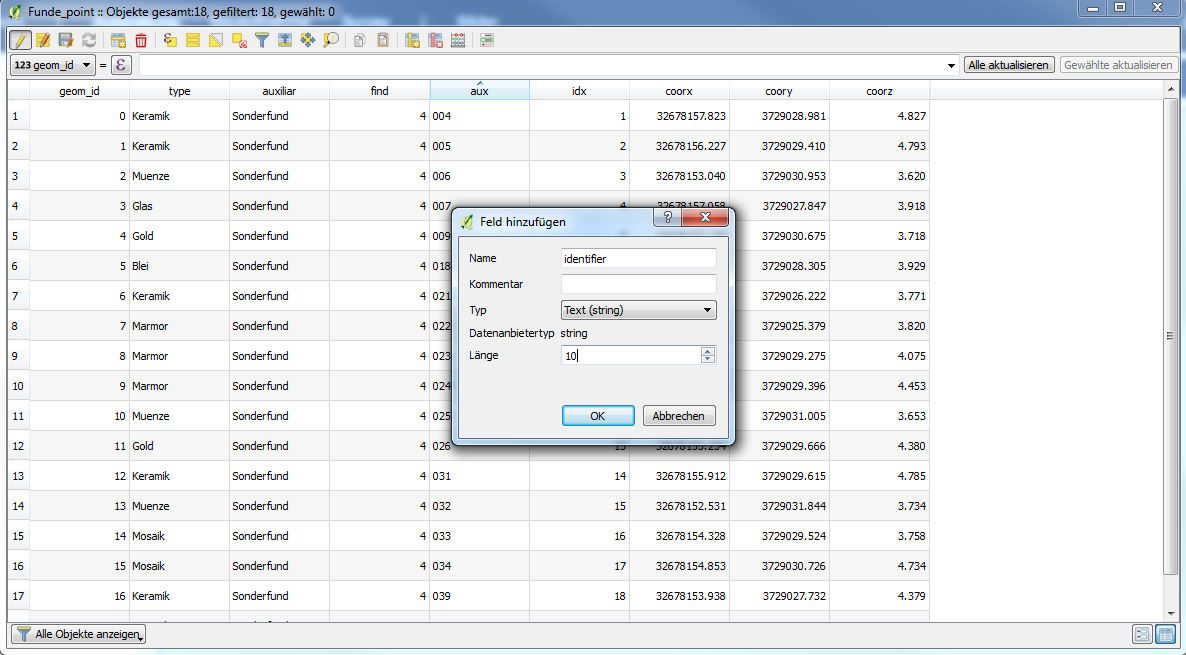 Funde_point :: Objekte gesamt:18, gefiltert: 18, gewählt: 0
123 geom_id = ε Alle aktualisieren Gewählte aktualisieren
geom_id type auxiliar find aux idx coorx coory coorz
1 0 Keramik Sonderfund 4 004 1 32678157.823 3729028.981 4.827
2 1 Keramik Sonderfund 4 005 2 32678156.227 3729029.410 4.793
3 2 Muenze Sonderfund 4 006 3 32678153.040 3729030.953 3.620
4 3 Glas Sonderfund 4 007 4 32678157.058 3729027.847 3.918
5 4 Gold Sonderfund 4 009 3729030.675 3.718
6 5 Blei Sonderfund 4 018 3729028.305 3.929
7 6 Keramik Sonderfund 4 021 3729026.222 3.771
8 7 Marmor Sonderfund 4 022 3729025.379 3.820
9 8 Marmor Sonderfund 4 023 3729029.275 4.075
10 9 Marmor Sonderfund 4 024 3729029.396 4.453
11 10 Muenze Sonderfund 4 025 3729031.005 3.653
12 11 Gold Sonderfund 4 026 13 3729029.666 4.380
13 12 Keramik Sonderfund 4 031 14 32678155.912 3729029.615 4.785
14 13 Muenze Sonderfund 4 032 15 32678152.531 3729031.844 3.734
15 14 Mosaik Sonderfund 4 033 16 32678154.328 3729029.524 3.758
16 15 Mosaik Sonderfund 4 034 17 32678154.853 3729030.726 4.734
17 16 Keramik Sonderfund 4 039 18 32678153.938 3729027.732 4.379
Feld hinzufügen
Name identifier
Kommentar
Typ Text (string)
Datenanbietertyp string
Länge 10
OK Abbrechen
Alle Objekte anzeigen